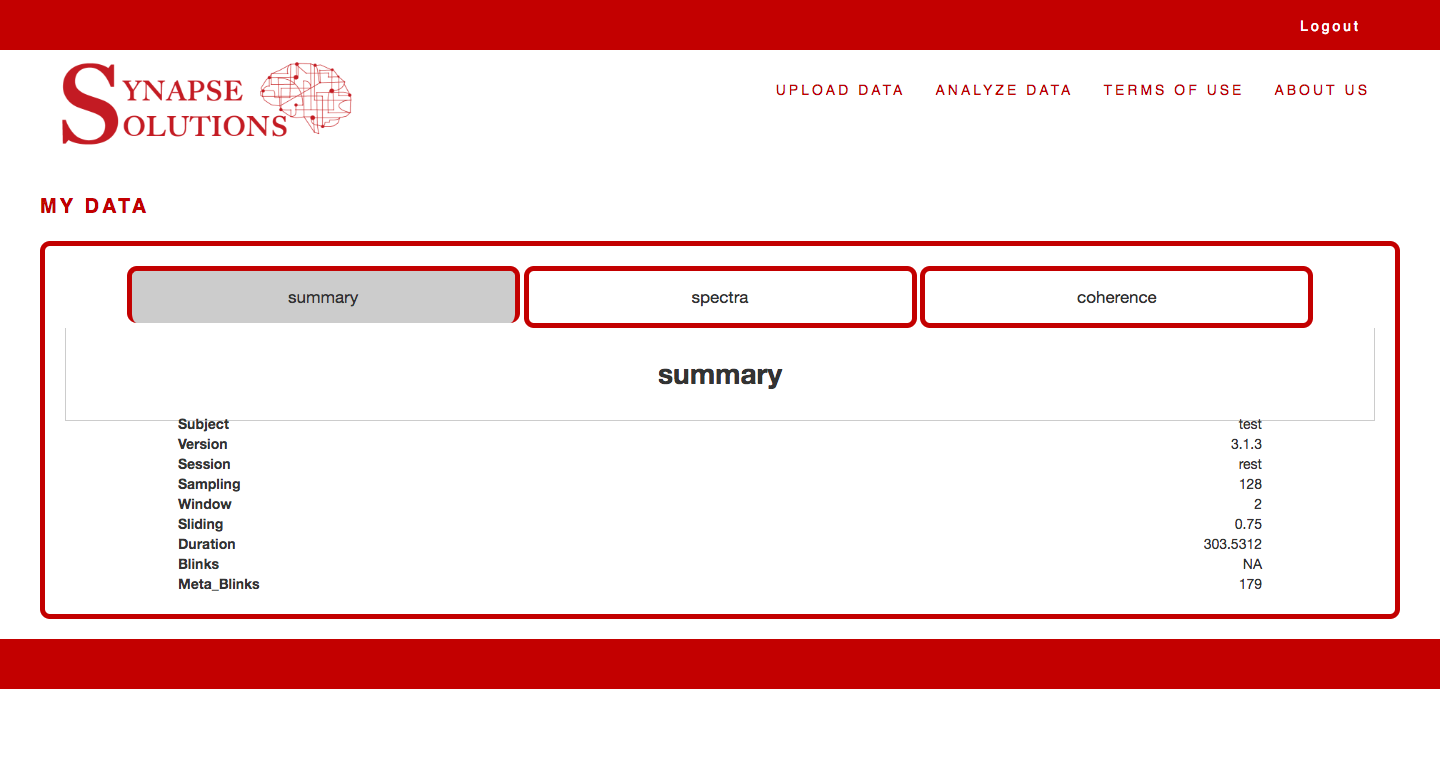 Logout
SYNAPSE
SOLUTIONS
UPLOAD DATA ANALYZE DATA TERMS OF USE ABOUT US
MY DATA
summary spectra coherence
summary
Subject test
Version 3.1.3
Session rest
Sampling 128
Window 2
Sliding 0.75
Duration 303.5312
Blinks NA
Meta_Blinks 179